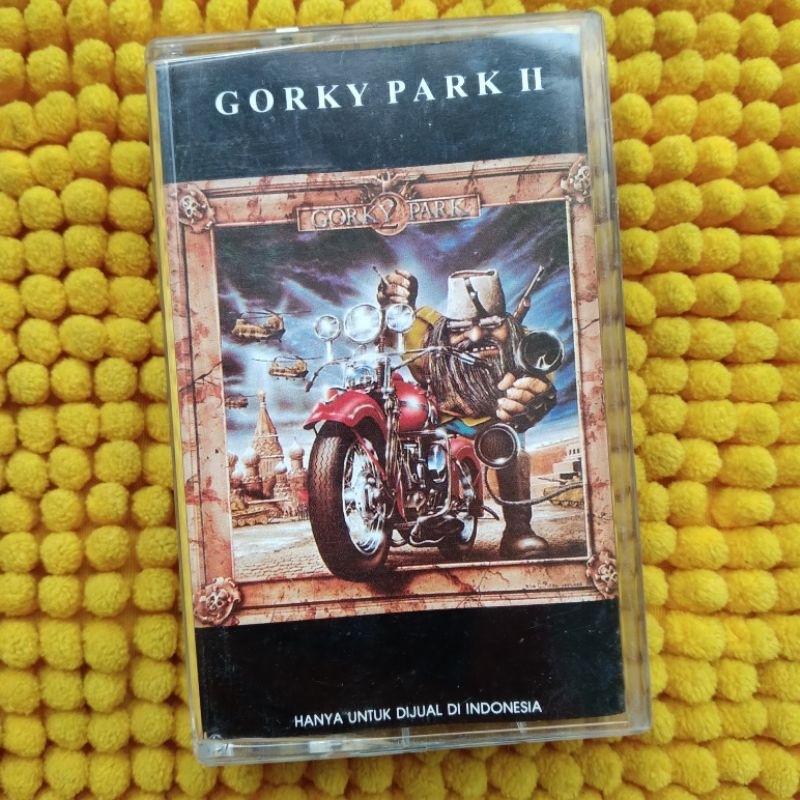 GORKY PARK II
GORKY 2 PARK
HANYA UNTUK DIJUAL DI INDONESIA